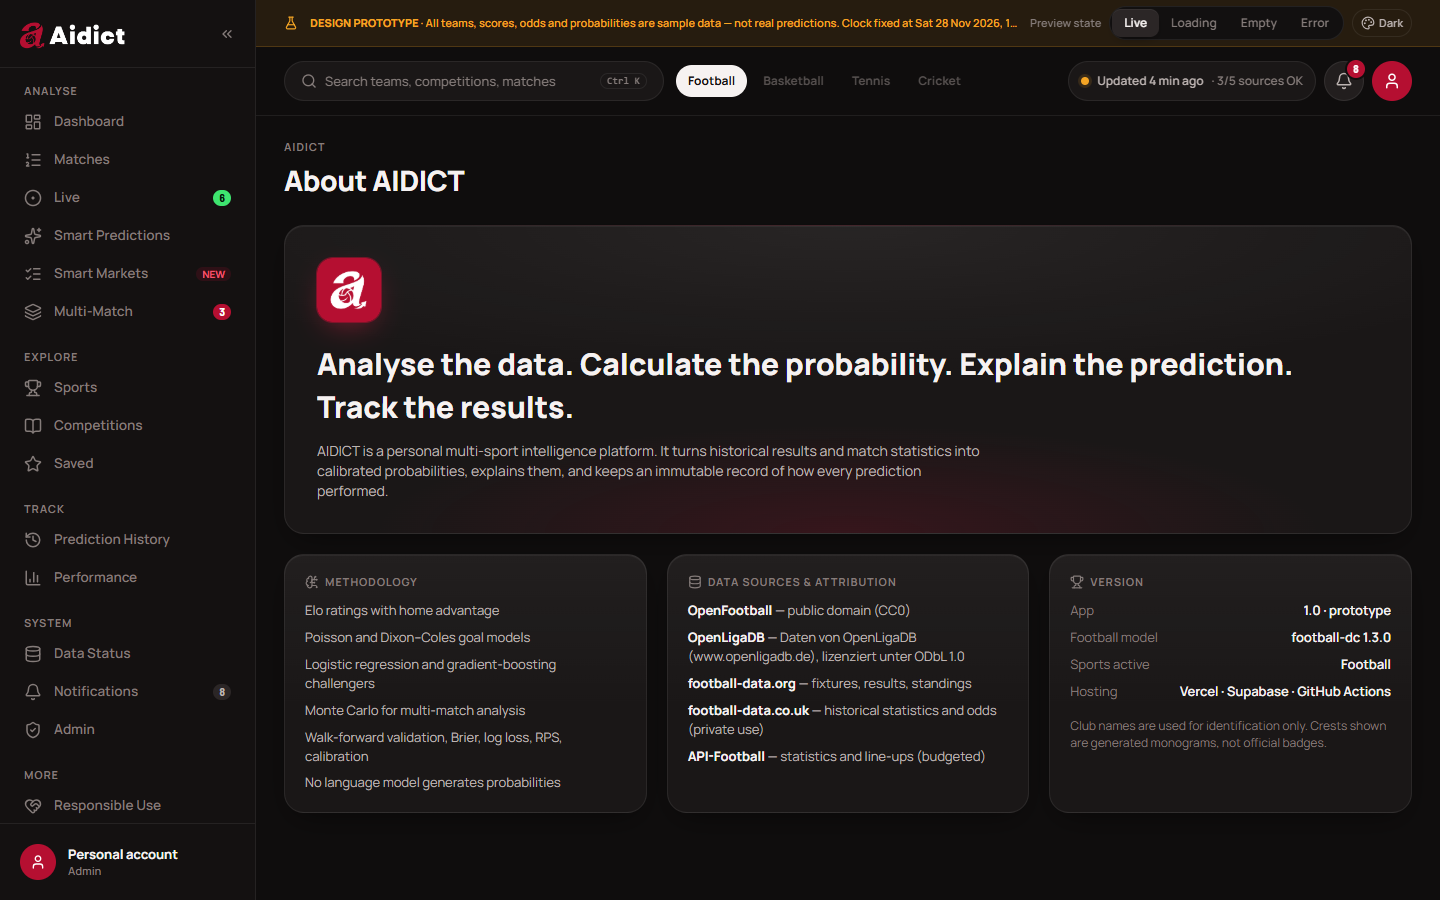 Aidict
ANALYSE
Dashboard
Matches
Live 6
Smart Predictions
Smart Markets NEW
Multi-Match 3
EXPLORE
Sports
Competitions
Saved
TRACK
Prediction History
Performance
SYSTEM
Data Status
Notifications 8
Admin
MORE
Responsible Use
Personal account
Admin
DESIGN PROTOTYPE · All teams, scores, odds and probabilities are sample data — not real predictions. Clock fixed at Sat 28 Nov 2026, 1...
Preview state Live Loading Empty Error Dark
Search teams, competitions, matches Ctrl K
Football Basketball Tennis Cricket
Updated 4 min ago · 3/5 sources OK
8
AIDICT
About AIDICT
a
Analyse the data. Calculate the probability. Explain the prediction.
Track the results.
AIDICT is a personal multi-sport intelligence platform. It turns historical results and match statistics into
calibrated probabilities, explains them, and keeps an immutable record of how every prediction
performed.
METHODOLOGY
Elo ratings with home advantage
Poisson and Dixon–Coles goal models
Logistic regression and gradient-boosting
challengers
Monte Carlo for multi-match analysis
Walk-forward validation, Brier, log loss, RPS,
calibration
No language model generates probabilities
DATA SOURCES & ATTRIBUTION
OpenFootball — public domain (CC0)
OpenLigaDB — Daten von OpenLigaDB
(www.openligadb.de), lizenziert unter ODbL 1.0
football-data.org — fixtures, results, standings
football-data.co.uk — historical statistics and odds
(private use)
API-Football — statistics and line-ups (budgeted)
VERSION
App 1.0 · prototype
Football model football-dc 1.3.0
Sports active Football
Hosting Vercel · Supabase · GitHub Actions
Club names are used for identification only. Crests shown
are generated monograms, not official badges.